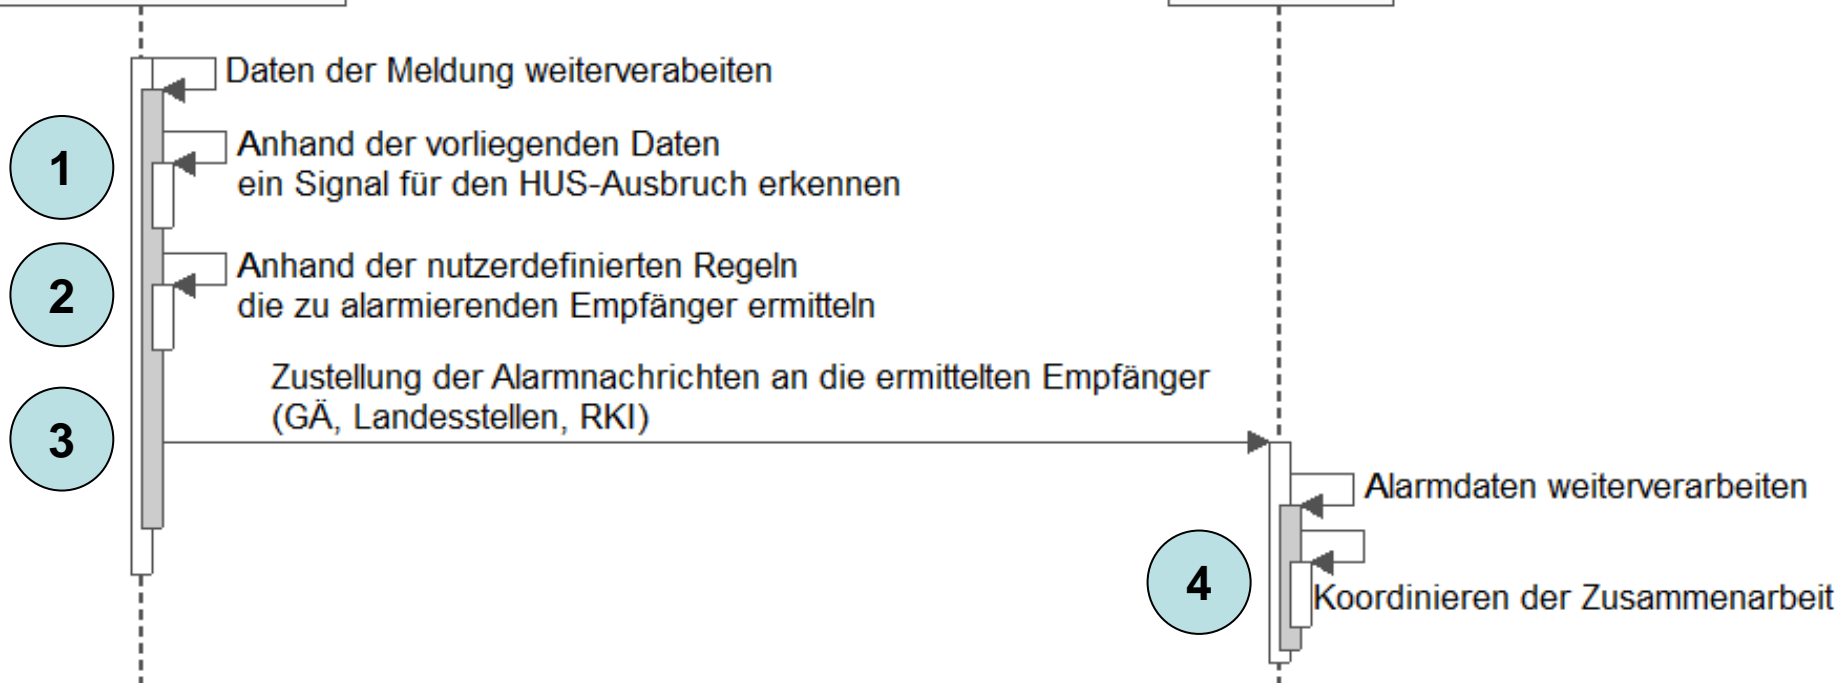 Daten der Meldung weiterverabeiten
1
Anhand der vorliegenden Daten
ein Signal für den HUS-Ausbruch erkennen
2
Anhand der nutzerdefinierten Regeln
die zu alarmierenden Empfänger ermitteln
3
Zustellung der Alarmnachrichten an die ermittelten Empfänger
(GÄ, Landesstellen, RKI)
Alarmdaten weiterverarbeiten
4
Koordinieren der Zusammenarbeit